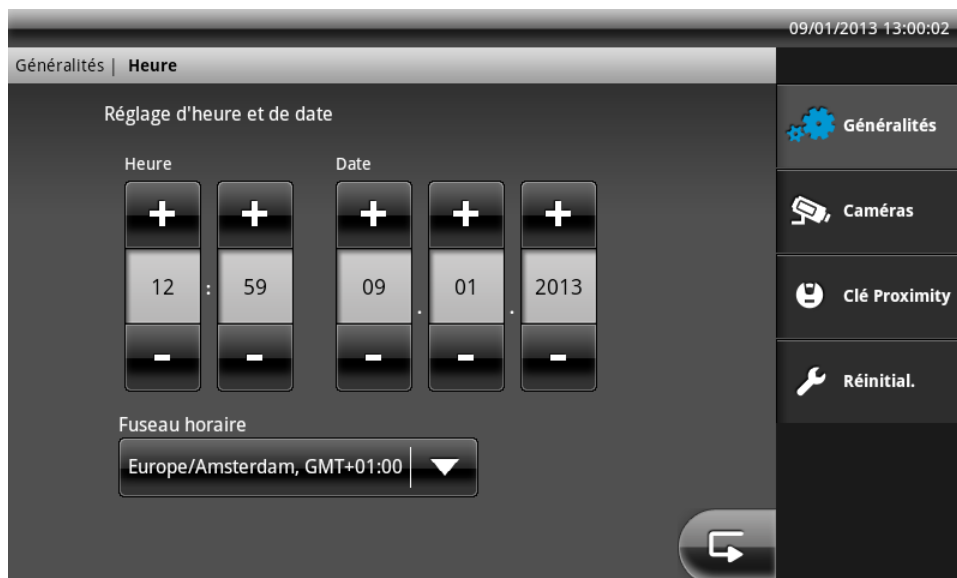 09/01/2013 13:00:02
Généralités | Heure
Réglage d'heure et de date
Heure Date
+ + + + +
12 : 59 09 . 01 . 2013
- - - - -
Fuseau horaire
Europe/Amsterdam, GMT+01:00
Généralités
Caméras
Clé Proximity
Réinitial.